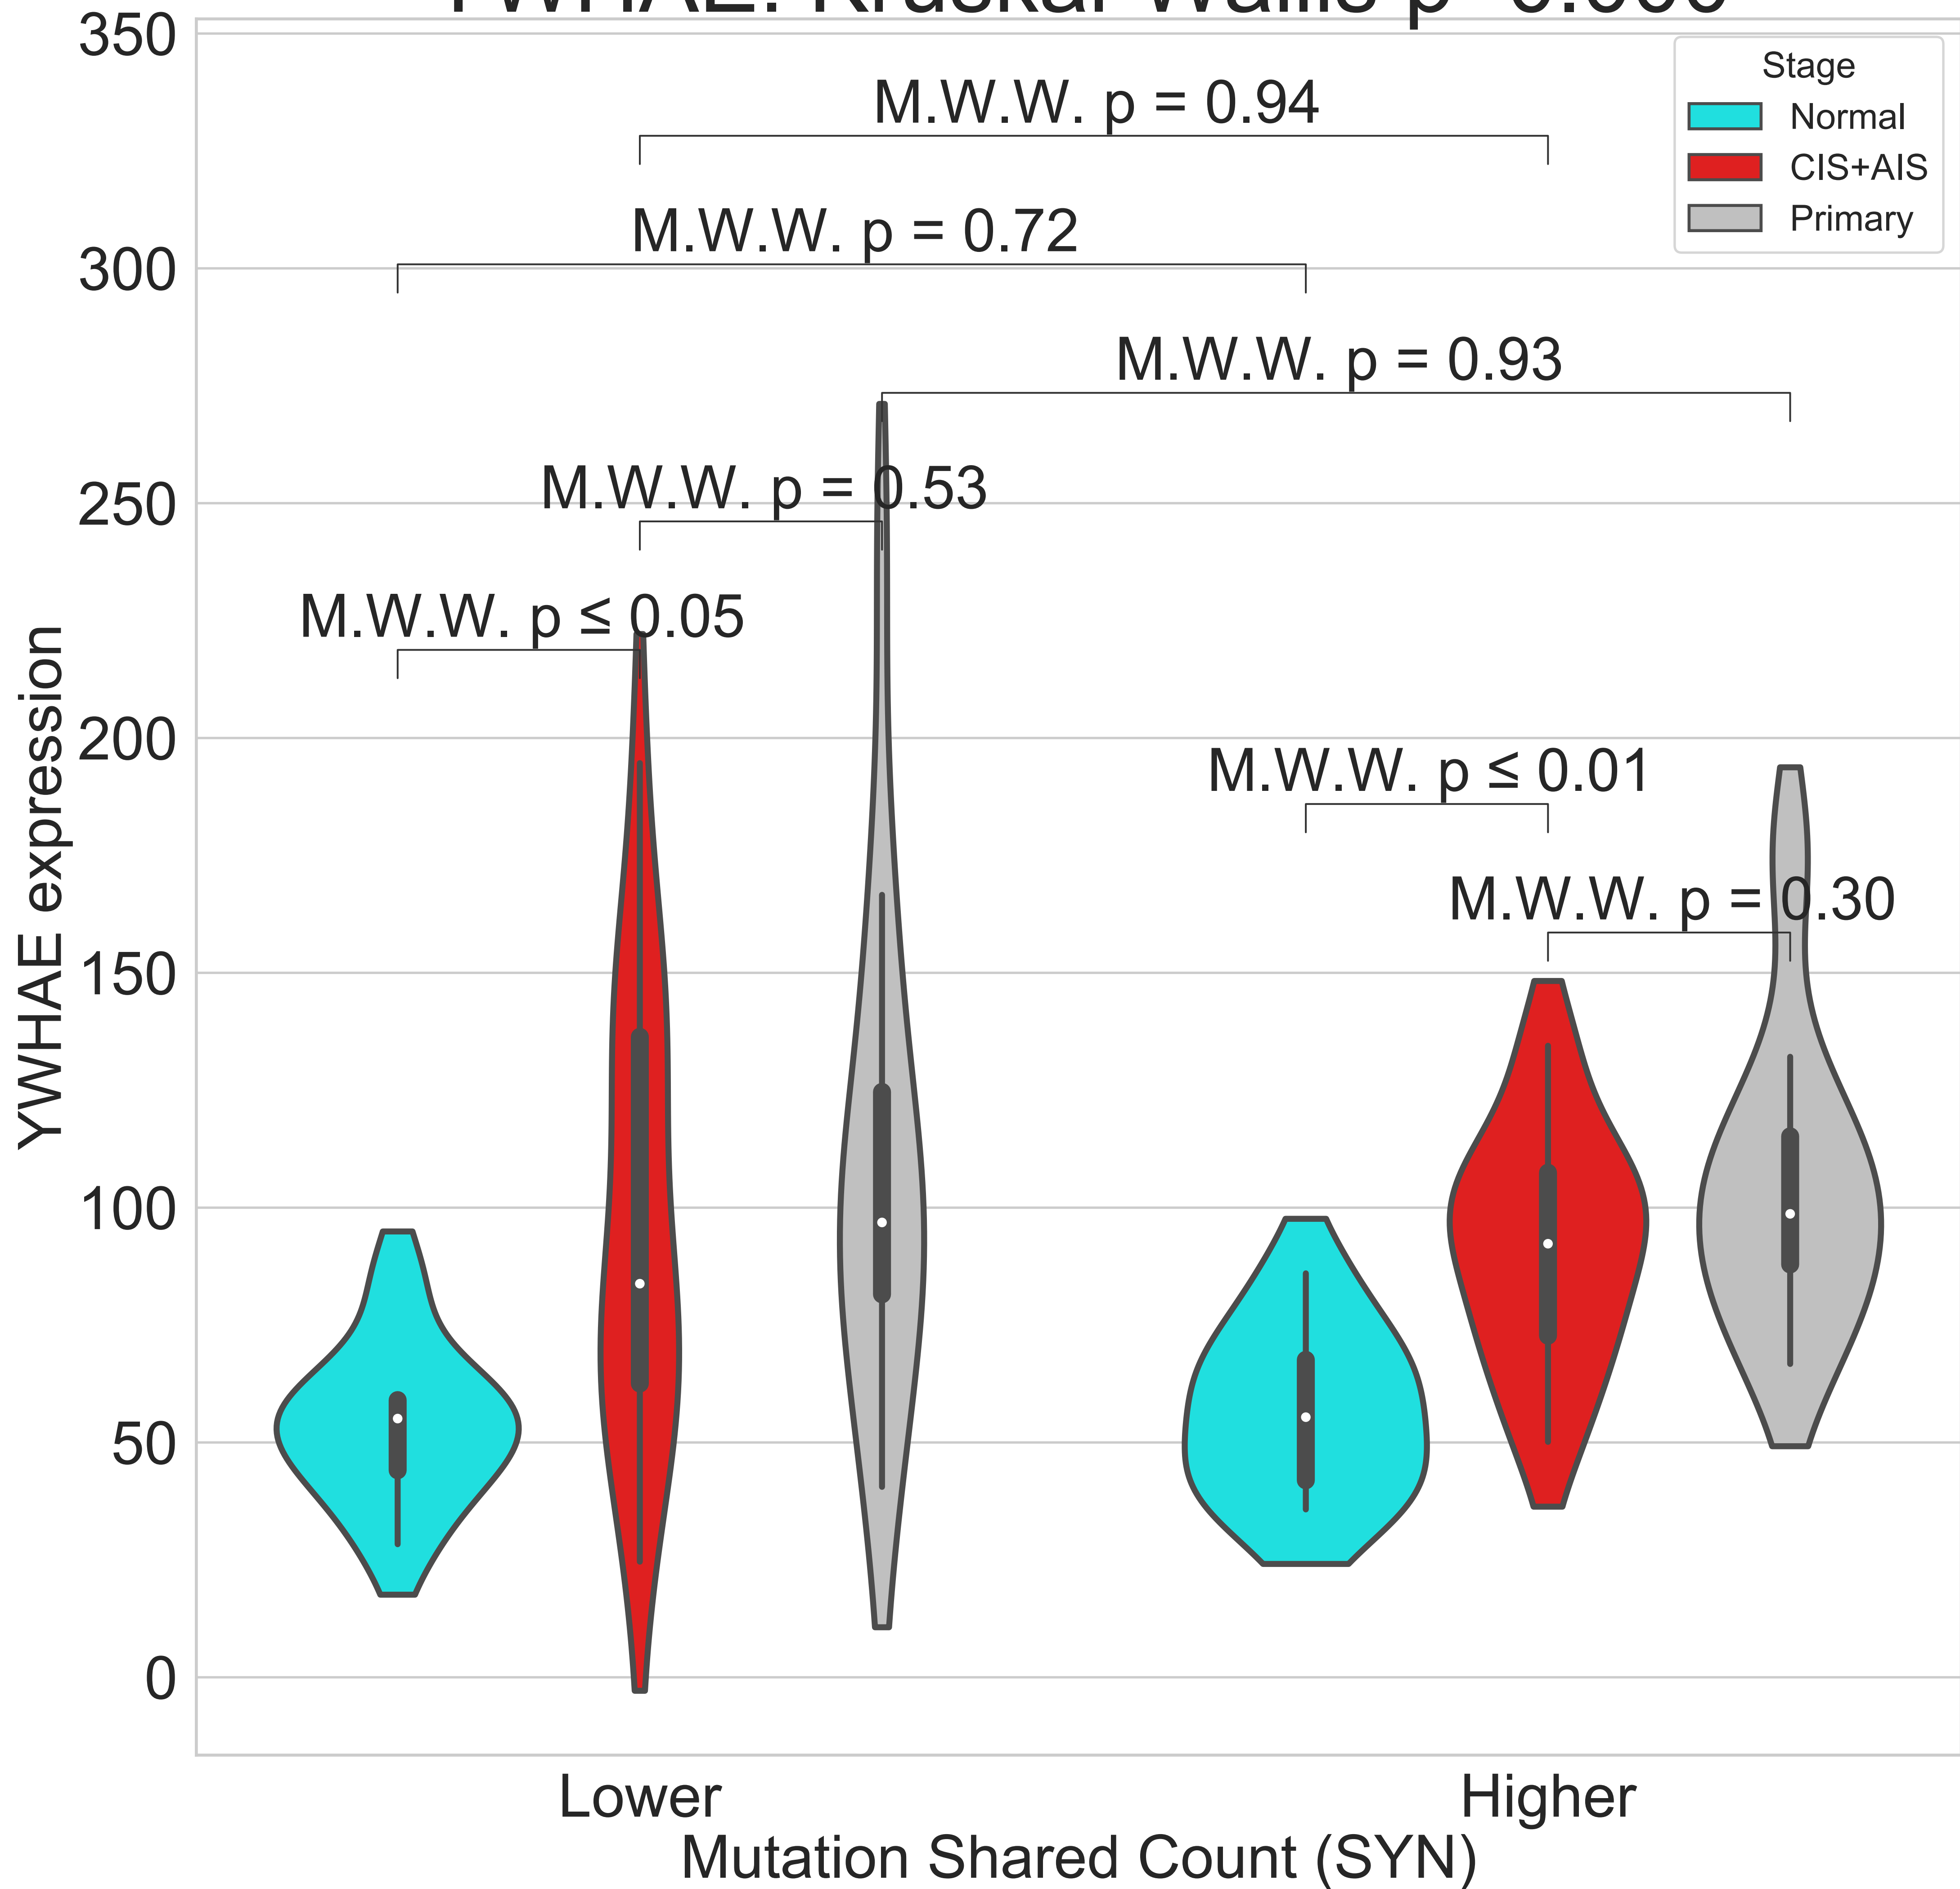 350
300
250
200
150
100
50
0
YWHAE expression
M.W.W. p = 0.94
M.W.W. p = 0.72
M.W.W. p = 0.93
M.W.W. p = 0.53
M.W.W. p ≤ 0.05
M.W.W. p ≤ 0.01
M.W.W. p = 0.30
Stage
Normal
CIS+AIS
Primary
Lower
Higher
Mutation Shared Count (SYN)